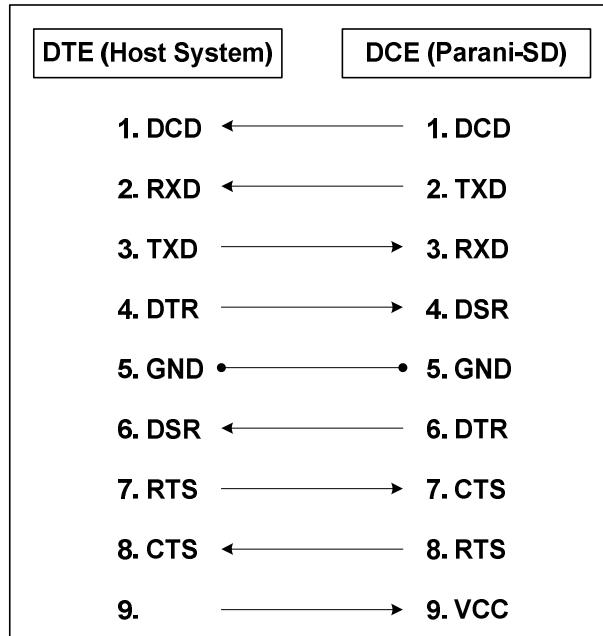 DTE (Host System) DCE (Parani-SD)
1. DCD 1. DCD
2. RXD 2. TXD
3. TXD 3. RXD
4. DTR 4. DSR
5. GND 5. GND
6. DSR 6. DTR
7. RTS 7. CTS
8. CTS 8. RTS
9. 9. VCC